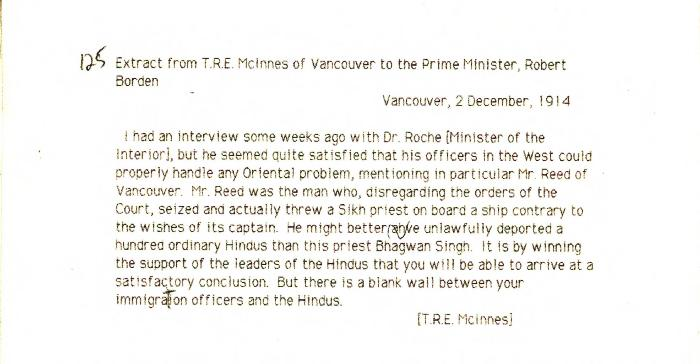 125 Extract from T.R.E. McInnes of Vancouver to the Prime Minister, Robert
Borden
Vancouver, 2 December, 1914
I had an interview some weeks ago with Dr. Roche [Minister of the
Interior], but he seemed quite satisfied that his officers in the West could
properly handle any Oriental problem, mentioning in particular Mr. Reed of
Vancouver. Mr. Reed was the man who, disregarding the orders of the
Court, seized and actually threw a Sikh priest on board a ship contrary to
the wishes of its captain. He might better ahve unlawfully deported a
hundred ordinary Hindus than this priest Bhagwan Singh. It is by winning
the support of the leaders of the Hindus that you will be able to arrive at a
satisfactory conclusion. But there is a blank wall between your
immigration officers and the Hindus.
[T.R.E. McInnes]